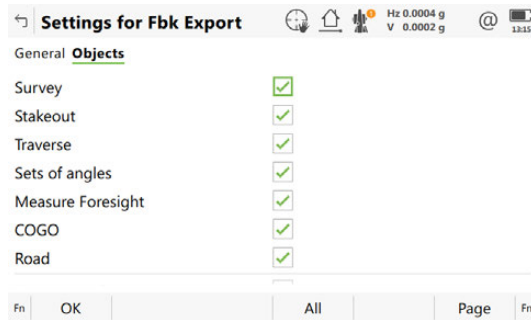 Settings for Fbk Export
Hz 0.0004 g
V 0.0002 g
@
13:15
General Objects
Survey
Stakeout
Traverse
Sets of angles
Measure Foresight
COGO
Road
Fn OK All Page Fn